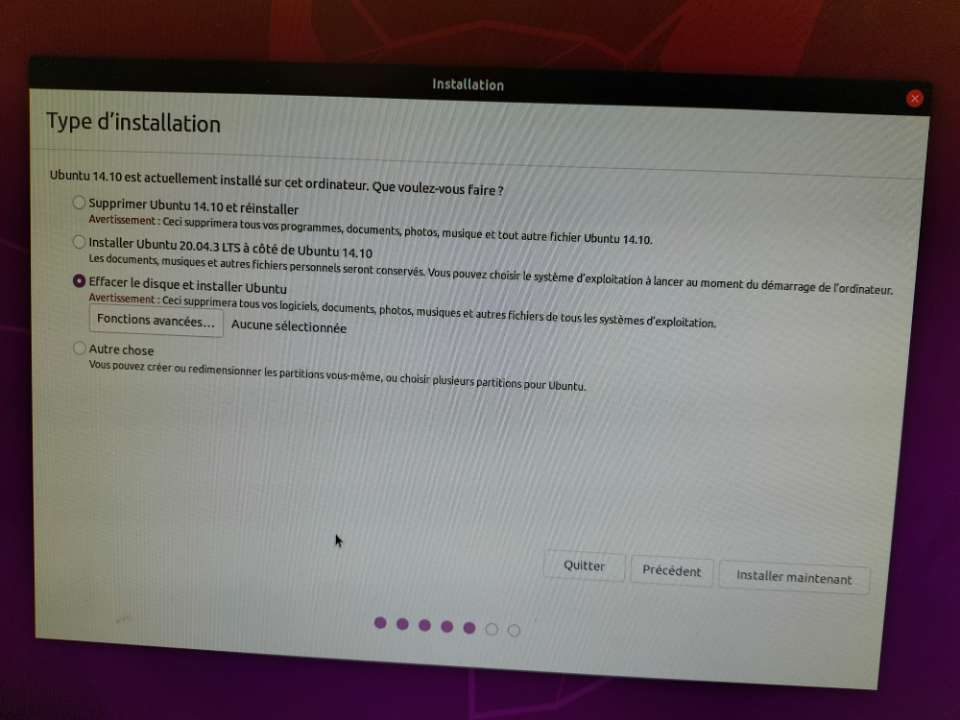 Installation
Type d'installation
Ubuntu 14.10 est actuellement installé sur cet ordinateur. Que voulez-vous faire ?
Supprimer Ubuntu 14.10 et réinstaller
Avertissement : Ceci supprimera tous vos programmes, documents, photos, musique et tout autre fichier Ubuntu 14.10.
Installer Ubuntu 20.04.3 LTS à côté de Ubuntu 14.10
Les documents, musiques et autres fichiers personnels seront conservés. Vous pouvez choisir le système d'exploitation à lancer au moment du démarrage de l'ordinateur.
Effacer le disque et installer Ubuntu
Avertissement : Ceci supprimera tous vos logiciels, documents, photos, musiques et autres fichiers de tous les systèmes d'exploitation.
Fonctions avancées... Aucune sélectionnée
Autre chose
Vous pouvez créer ou redimensionner les partitions vous-même, ou choisir plusieurs partitions pour Ubuntu.
Quitter Précédent Installer maintenant